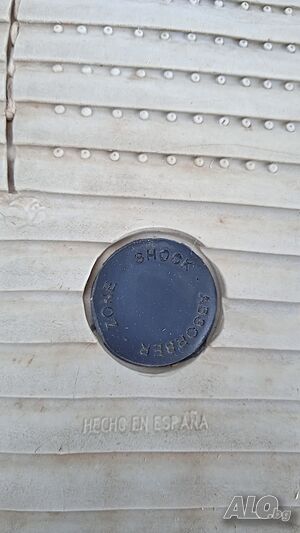 SHOCK ABSORBER ZONE
HECHO EN ESPAÑA
ALO.bg